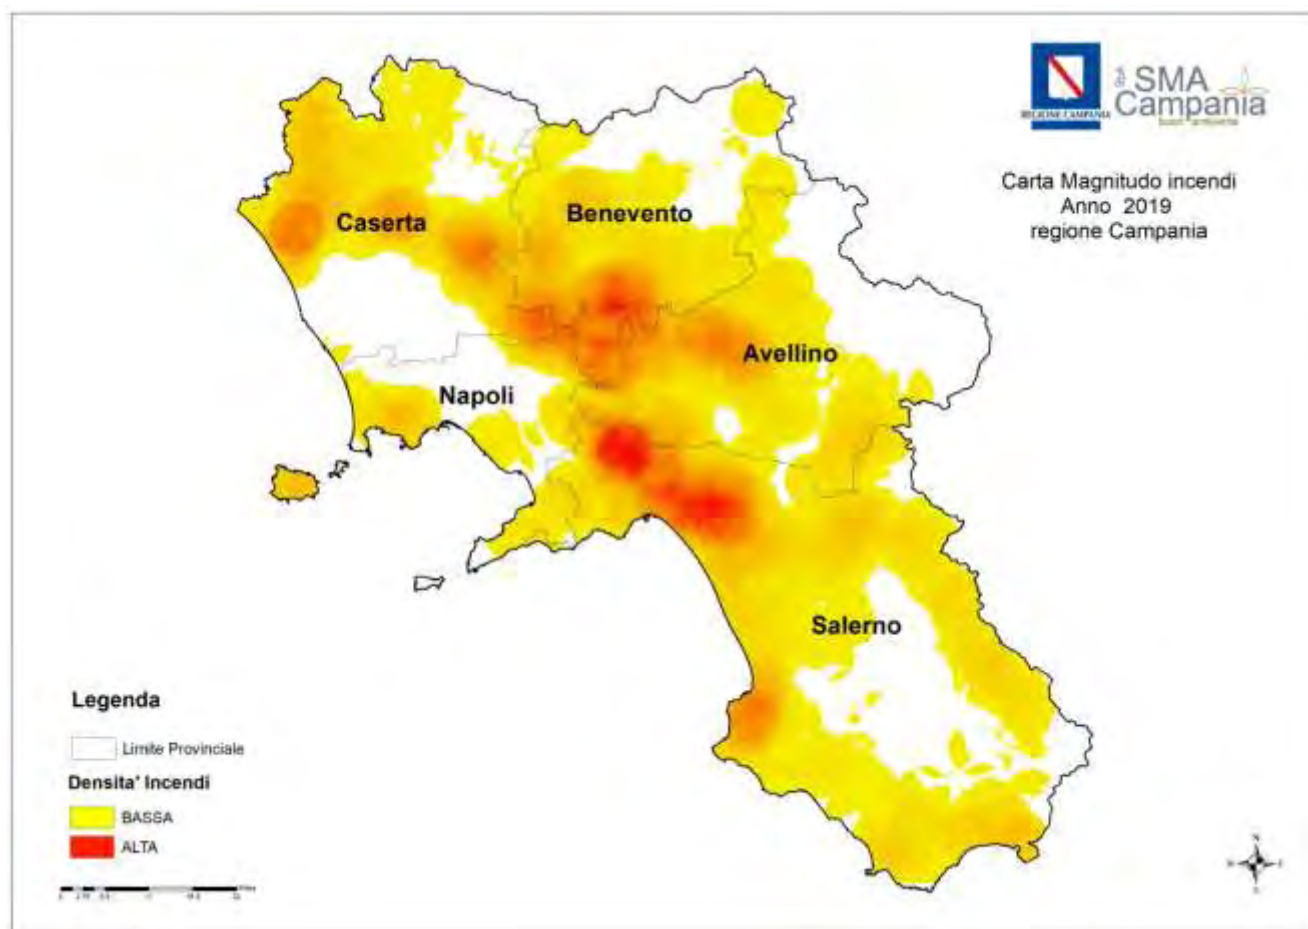 REGIONE CAMPANIA
SMA
Campania
Carta Magnitudo incendi
Anno 2019
regione Campania
Caserta
Benevento
Avellino
Napoli
Salerno
Legenda
Limite Provinciale
Densita' Incendi
BASSA
ALTA
N